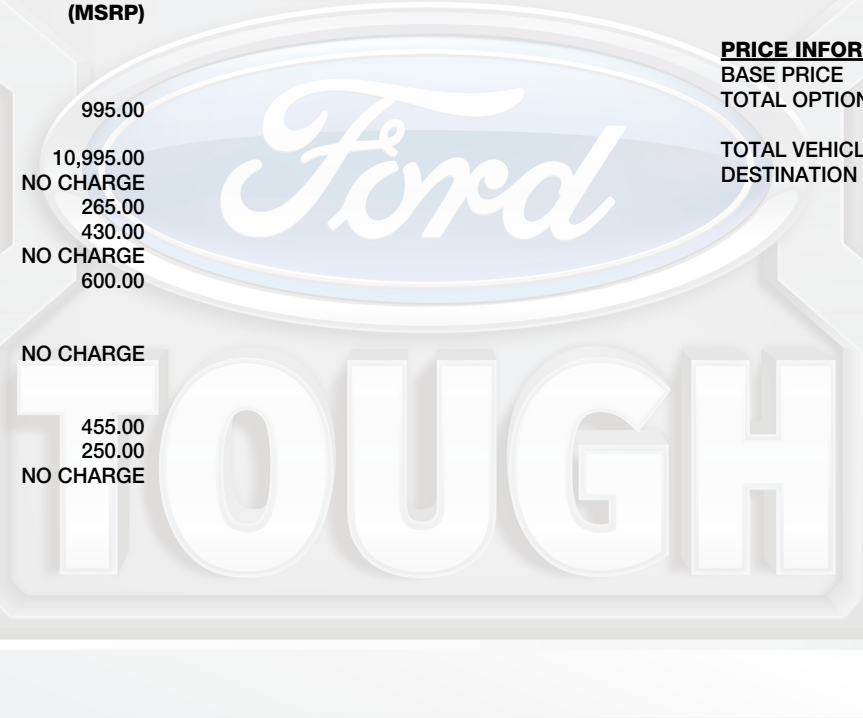 (MSRP)
995.00
10,995.00
NO CHARGE
265.00
430.00
NO CHARGE
600.00
NO CHARGE
455.00
250.00
NO CHARGE
PRICE INFOR
BASE PRICE
TOTAL OPTION
TOTAL VEHICL
DESTINATION
Ford
TOUGH